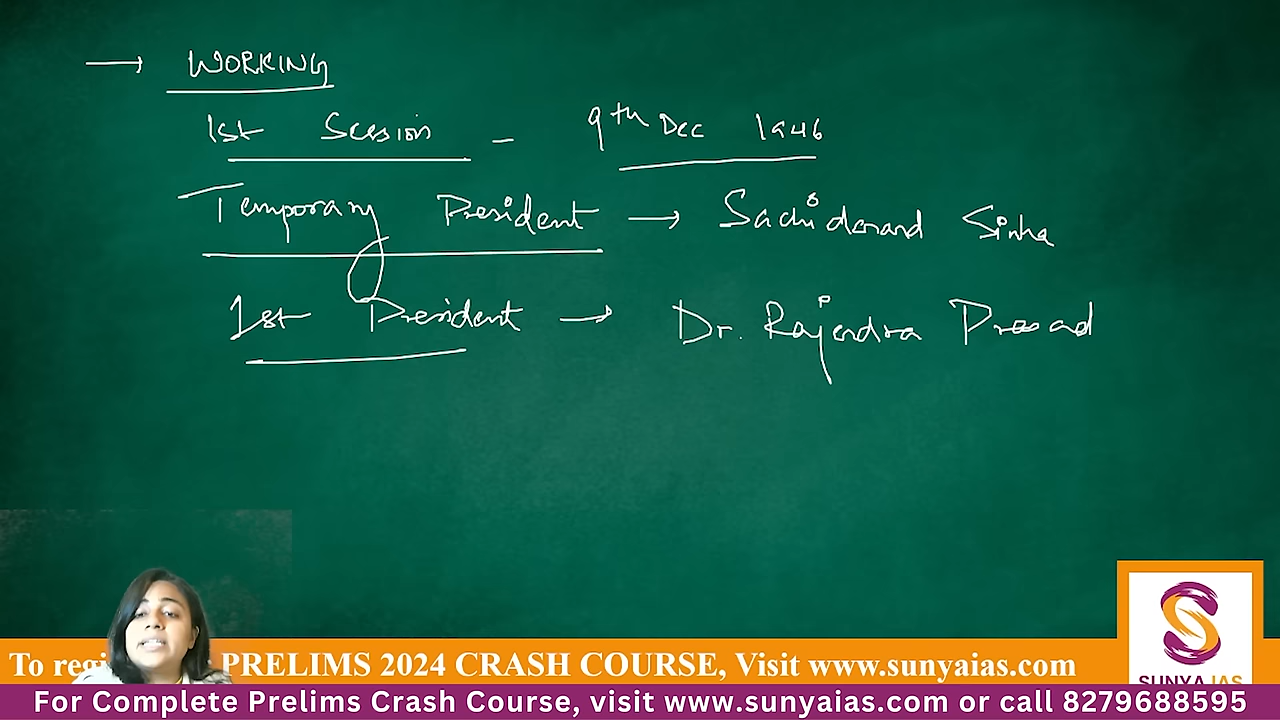 → WORKING
1st Session - 9th Dec 1946
Temporary President → Sachidanand Sinha
1st President → Dr. Rajendra Prasad
To regi PRELIMS 2024 CRASH COURSE, Visit www.sunyaias.com
SUNYA IAS
For Complete Prelims Crash Course, visit www.sunyaias.com or call 8279688595